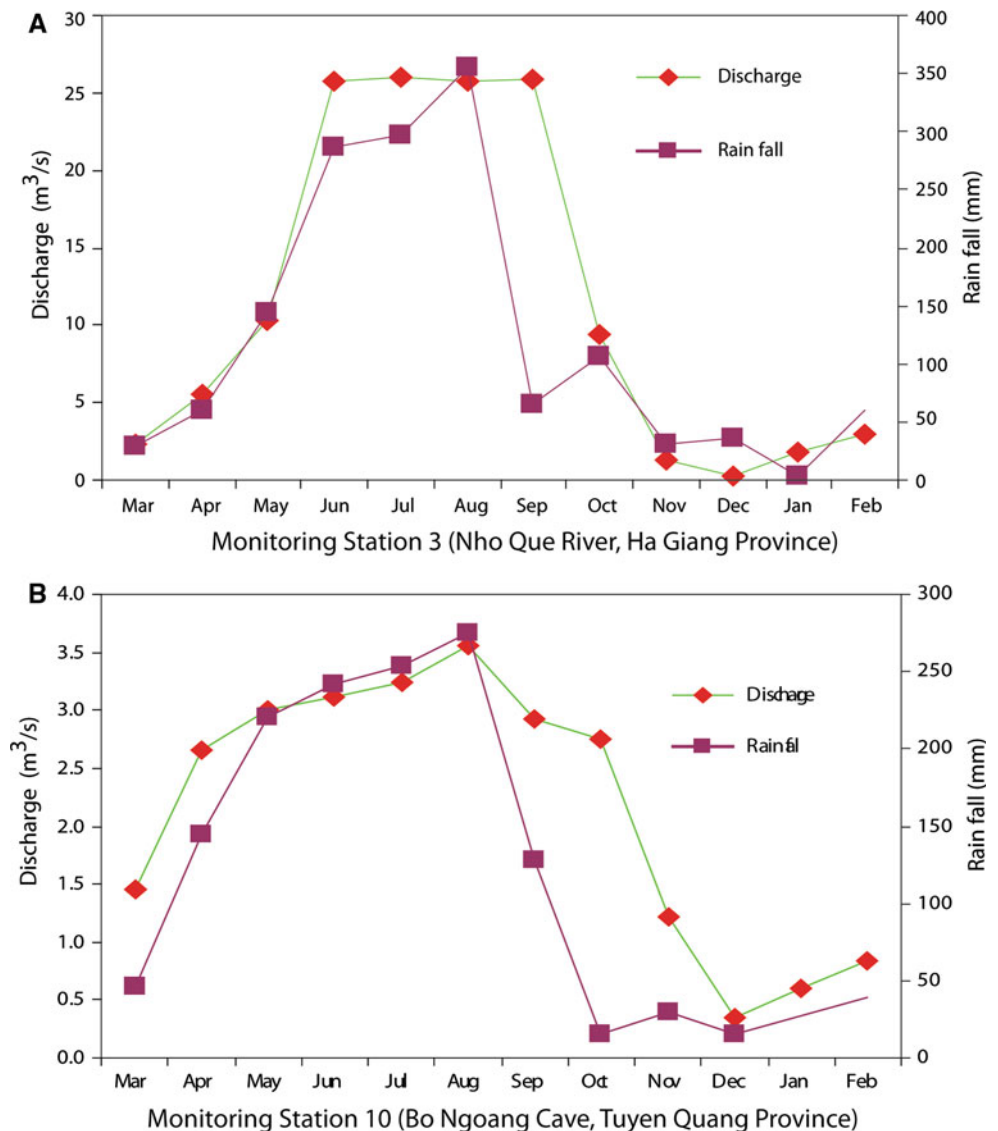 A
30
25
20
15
10
5
0
Discharge (m³/s)
400
350
300
250
200
150
100
50
0
Rain fall (mm)
Discharge
Rain fall
Mar Apr May Jun Jul Aug Sep Oct Nov Dec Jan Feb
Monitoring Station 3 (Nho Que River, Ha Giang Province)
B
4.0
3.5
3.0
2.5
2.0
1.5
1.0
0.5
0.0
Discharge (m³/s)
300
250
200
150
100
50
0
Rain fall (mm)
Discharge
Rain fall
Mar Apr May Jun Jul Aug Sep Oct Nov Dec Jan Feb
Monitoring Station 10 (Bo Ngoang Cave, Tuyen Quang Province)